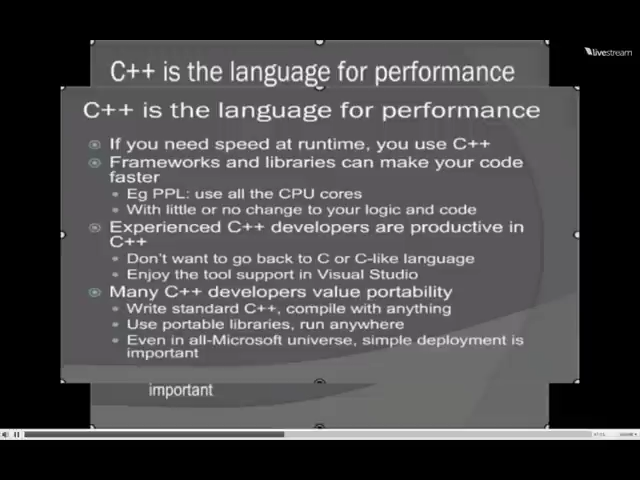 livestream
C++ is the language for performance
C++ is the language for performance
If you need speed at runtime, you use C++
Frameworks and libraries can make your code
faster
Eg PPL: use all the CPU cores
With little or no change to your logic and code
Experienced C++ developers are productive in
C++
Don't want to go back to C or C-like language
Enjoy the tool support in Visual Studio
Many C++ developers value portability
Write standard C++, compile with anything
Use portable libraries, run anywhere
Even in all-Microsoft universe, simple deployment is
important
important